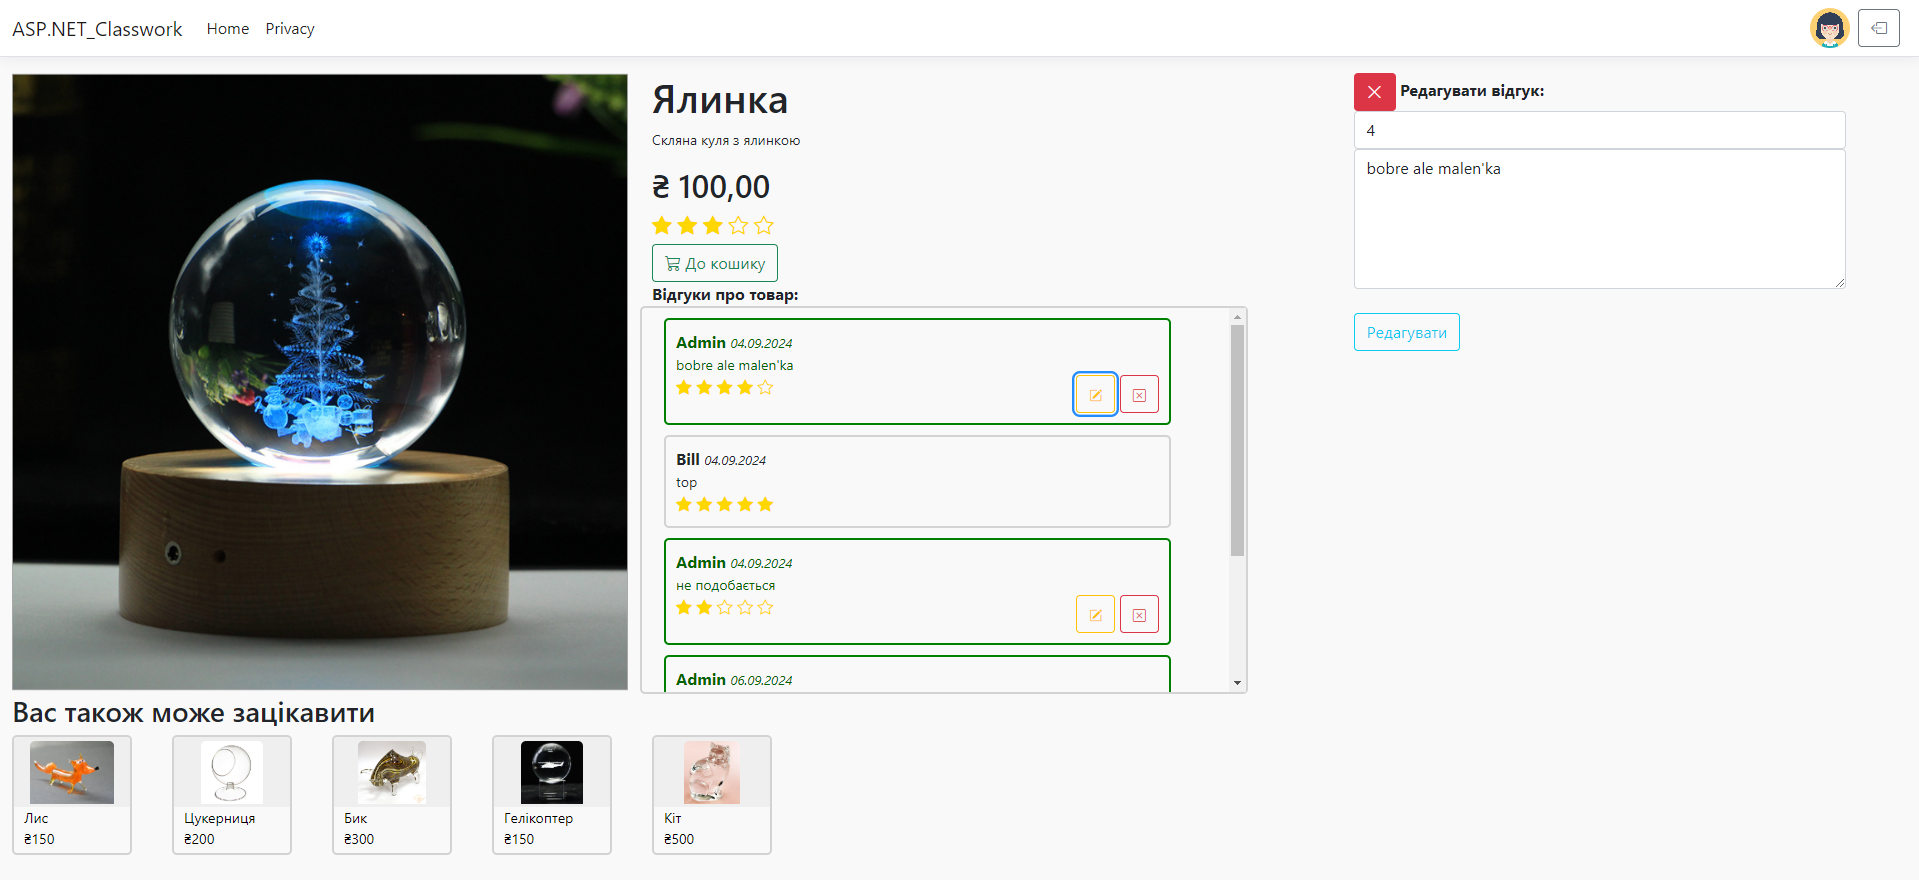 ASP.NET_Classwork Home Privacy
Ялинка
Скляна куля з ялинкою
₴ 100,00
До кошику
Відгуки про товар:
Admin 04.09.2024
bobre ale malen'ka
Bill 04.09.2024
top
Admin 04.09.2024
не подобається
Admin 06.09.2024
Редагувати відгук:
4
bobre ale malen'ka
Редагувати
Вас також може зацікавити
Лис
₴150
Цукерниця
₴200
Бик
₴300
Гелікоптер
₴150
Кіт
₴500